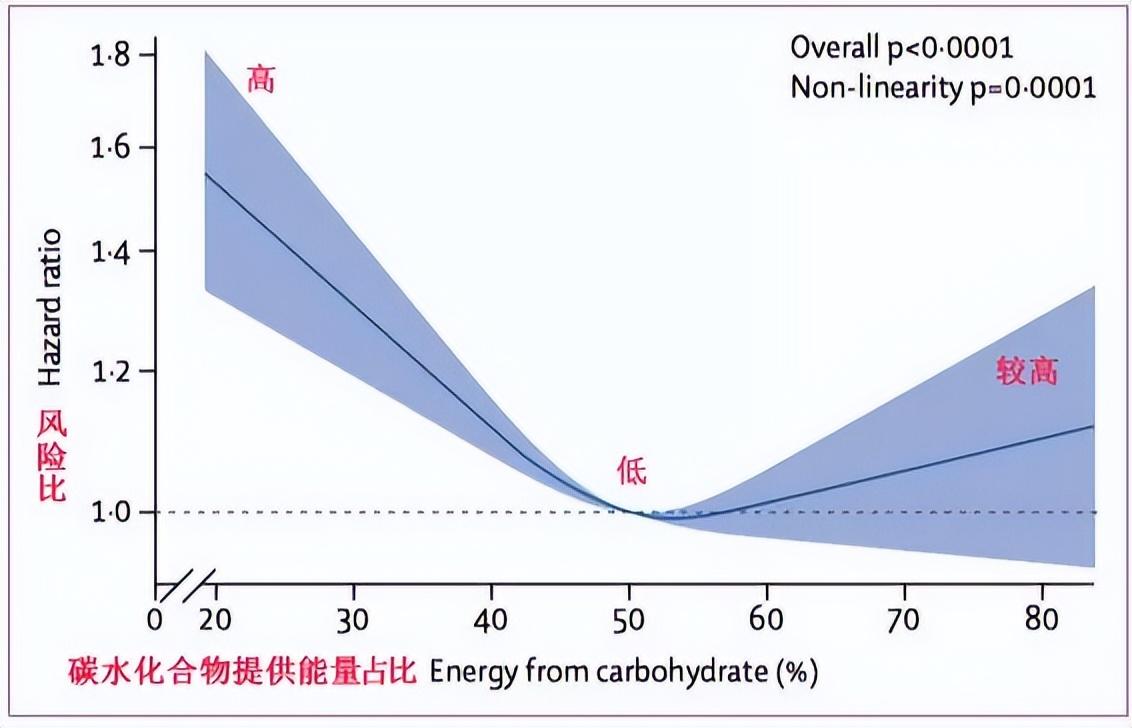 Overall p<0·0001
Non-linearity p=0·0001
高
较高
低
1·8
1·6
1·4
1·2
1·0
Hazard ratio
风险比
0 20 30 40 50 60 70 80
碳水化合物提供能量占比 Energy from carbohydrate (%)